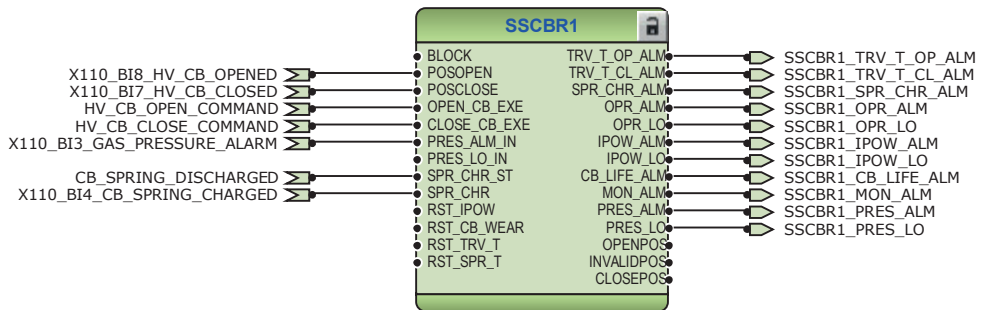 SSCBR1
BLOCK
POSOPEN
POSCLOSE
OPEN_CB_EXE
CLOSE_CB_EXE
PRES_ALM_IN
PRES_LO_IN
SPR_CHR_ST
SPR_CHR
RST_IPOW
RST_CB_WEAR
RST_TRV_T
RST_SPR_T
TRV_T_OP_ALM
TRV_T_CL_ALM
SPR_CHR_ALM
OPR_ALM
OPR_LO
IPOW_ALM
IPOW_LO
CB_LIFE_ALM
MON_ALM
PRES_ALM
PRES_LO
OPENPOS
INVALIDPOS
CLOSEPOS
X110_BI8_HV_CB_OPENED
X110_BI7_HV_CB_CLOSED
HV_CB_OPEN_COMMAND
HV_CB_CLOSE_COMMAND
X110_BI3_GAS_PRESSURE_ALARM
CB_SPRING_DISCHARGED
X110_BI4_CB_SPRING_CHARGED
SSCBR1_TRV_T_OP_ALM
SSCBR1_TRV_T_CL_ALM
SSCBR1_SPR_CHR_ALM
SSCBR1_OPR_ALM
SSCBR1_OPR_LO
SSCBR1_IPOW_ALM
SSCBR1_IPOW_LO
SSCBR1_CB_LIFE_ALM
SSCBR1_MON_ALM
SSCBR1_PRES_ALM
SSCBR1_PRES_LO